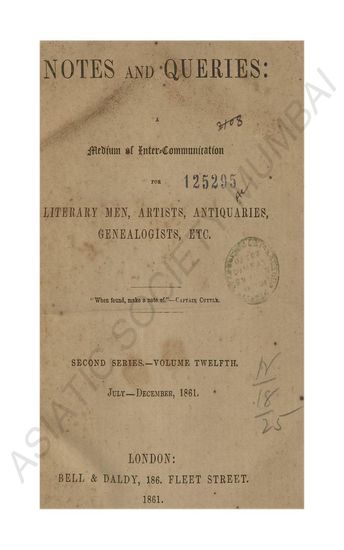 NOTES AND QUERIES:
A
Medium of Inter-Communication
FOR
125295
LITERARY MEN, ARTISTS, ANTIQUARIES,
GENEALOGISTS, ETC.
"When found, make a note of."—CAPTAIN CUTTLE.
SECOND SERIES.—VOLUME TWELFTH.
JULY—DECEMBER, 1861.
N
18
25
LONDON:
BELL & DALDY, 186. FLEET STREET.
1861.
ASIATIC SOCIETY MUMBAI